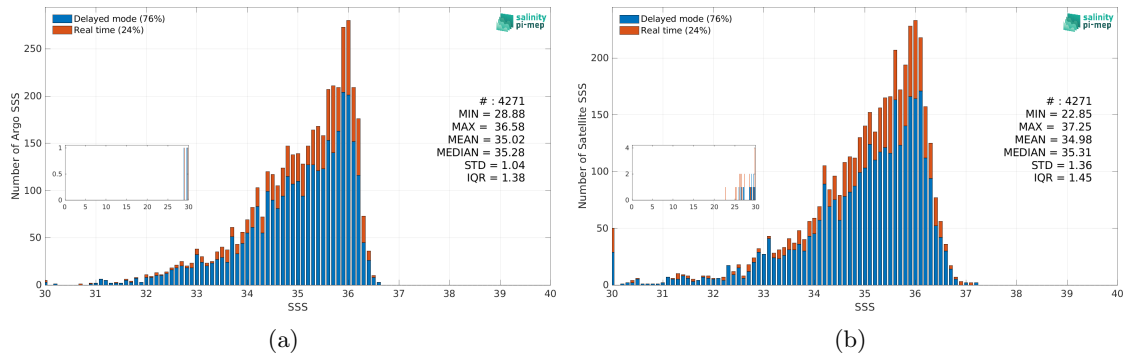 Delayed mode (76%)
Real time (24%)
salinity
pi-mep
250
200
150
100
50
0
Number of Argo SSS
# : 4271
MIN = 28.88
MAX = 36.58
MEAN = 35.02
MEDIAN = 35.28
STD = 1.04
IQR = 1.38
1
0.5
0
0 5 10 15 20 25 30
30 31 32 33 34 35 36 37 38 39 40
SSS
(a)
Delayed mode (76%)
Real time (24%)
salinity
pi-mep
200
150
100
50
0
Number of Satellite SSS
# : 4271
MIN = 22.85
MAX = 37.25
MEAN = 34.98
MEDIAN = 35.31
STD = 1.36
IQR = 1.45
4
2
0
0 5 10 15 20 25 30
30 31 32 33 34 35 36 37 38 39 40
SSS
(b)